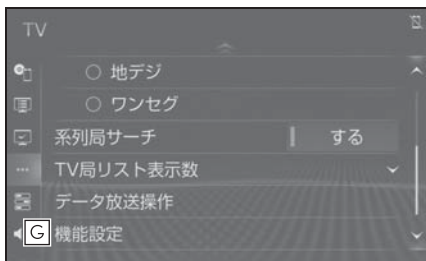 TV
○ 地デジ
○ ワンセグ
系列局サーチ する
TV局リスト表示数
データ放送操作
G 機能設定